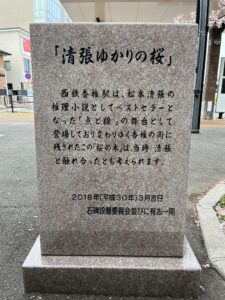 「清張ゆかりの桜」
西鉄香椎駅は、松本清張の
推理小説としてベストセラーと
なった「点と線」の舞台として
登場しておりまわりゆく香椎の街に
残されたこの「桜の木」は、当時 清張
と触れ合ったとも考えられます。
2018年(平成30年)3月吉日
石碑設置委員会並びに有志一同